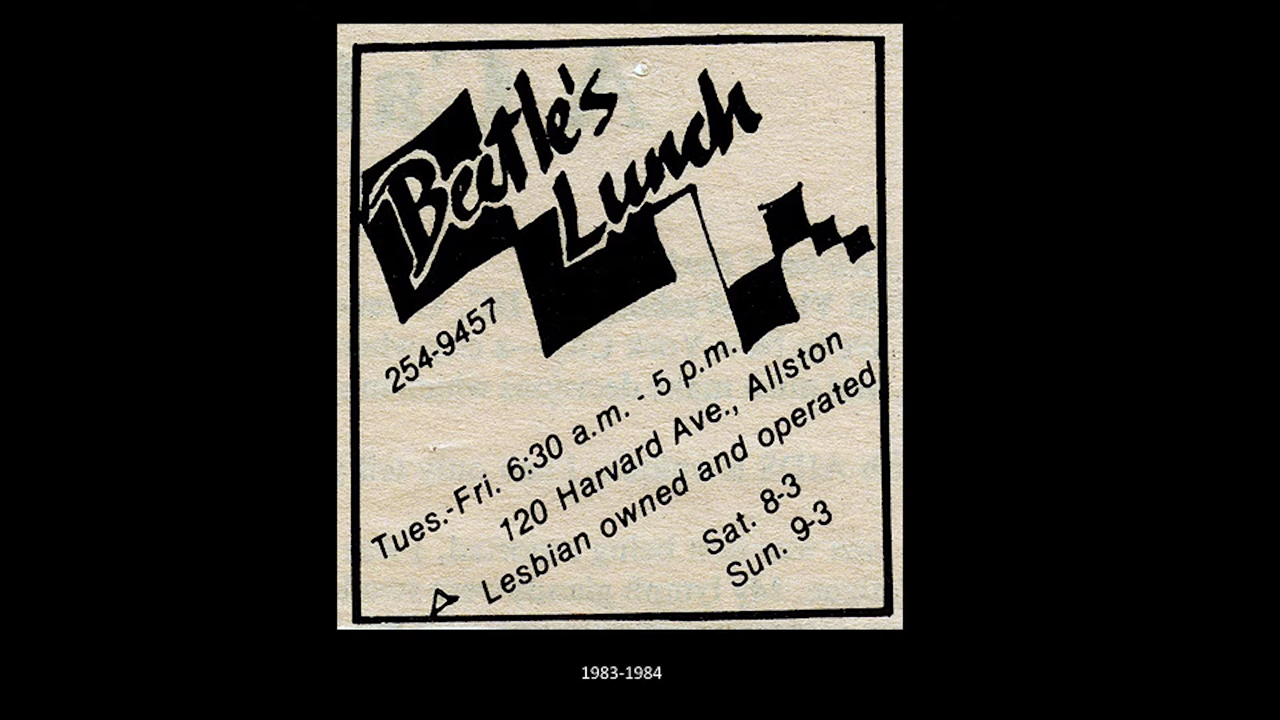 Beetle's
Lunch
254-9457
Tues.-Fri. 6:30 a.m. - 5 p.m.
120 Harvard Ave., Allston
Lesbian owned and operated
Sat. 8-3
Sun. 9-3
1983-1984